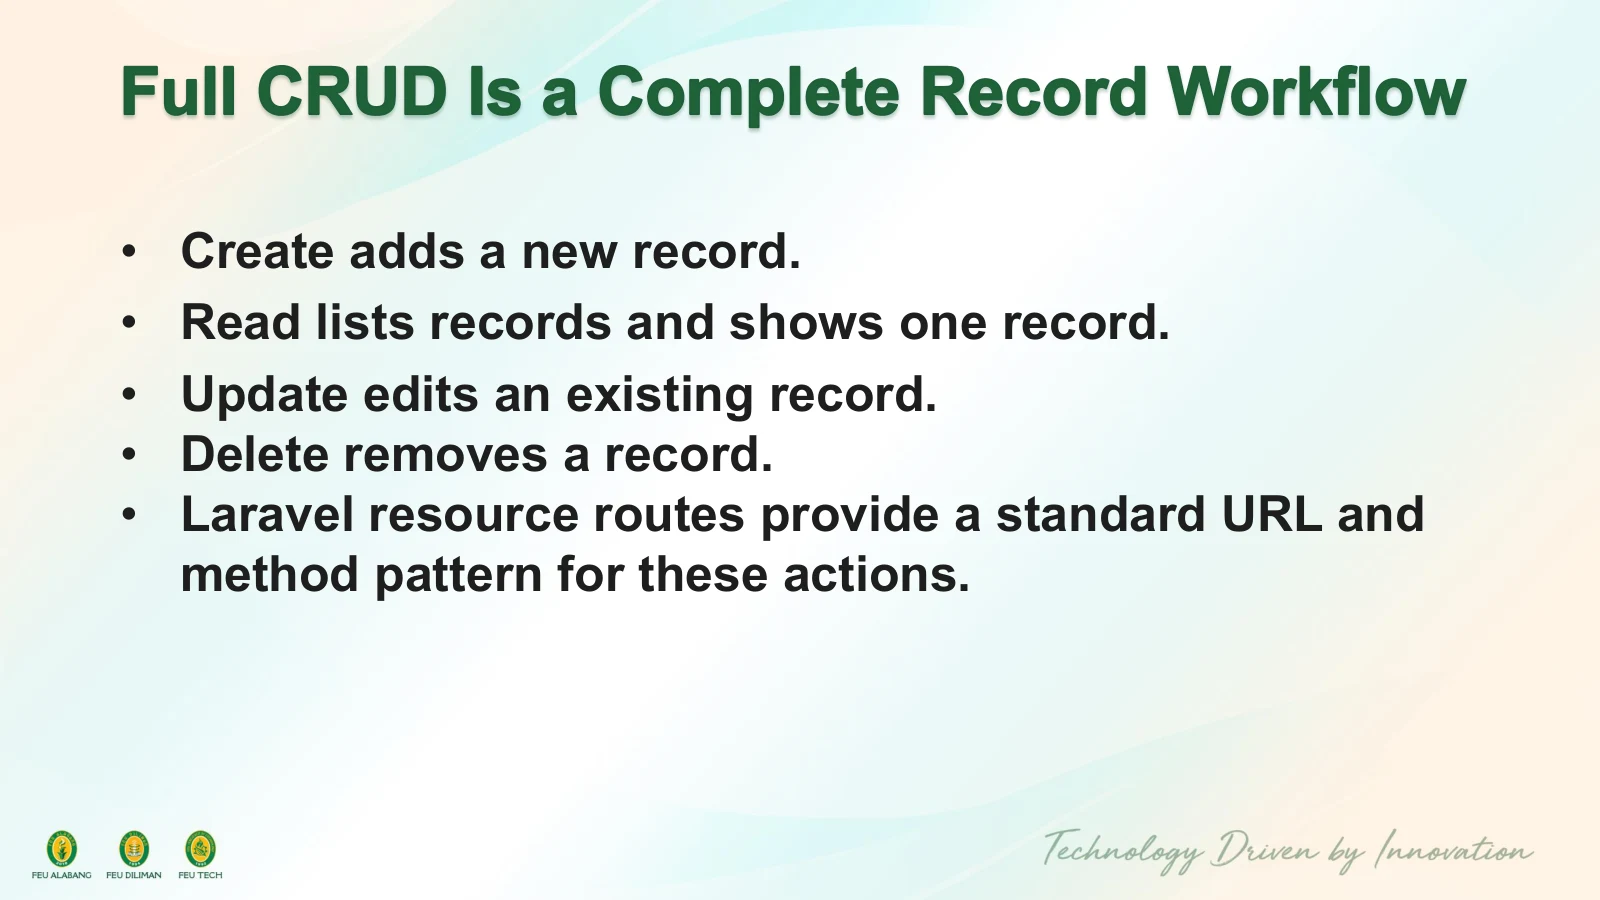 Full CRUD Is a Complete Record Workflow
• Create adds a new record.
• Read lists records and shows one record.
• Update edits an existing record.
• Delete removes a record.
• Laravel resource routes provide a standard URL and
method pattern for these actions.
FEU ALABANG FEU DILIMAN FEU TECH
Technology Driven by Innovation